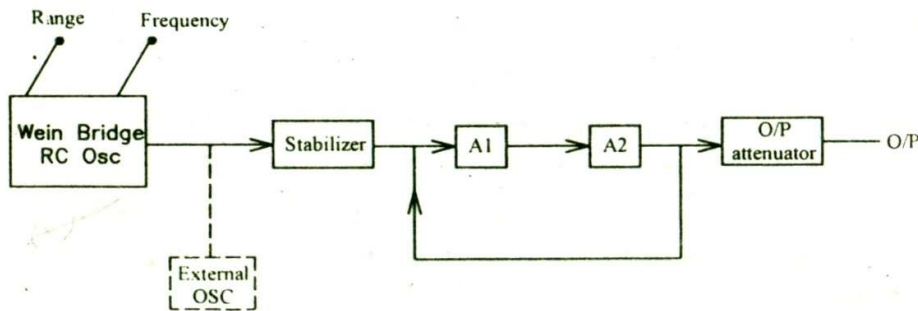 Range
Frequency
Wein Bridge
RC Osc
Stabilizer
A1
A2
O/P
attenuator
O/P
External
OSC